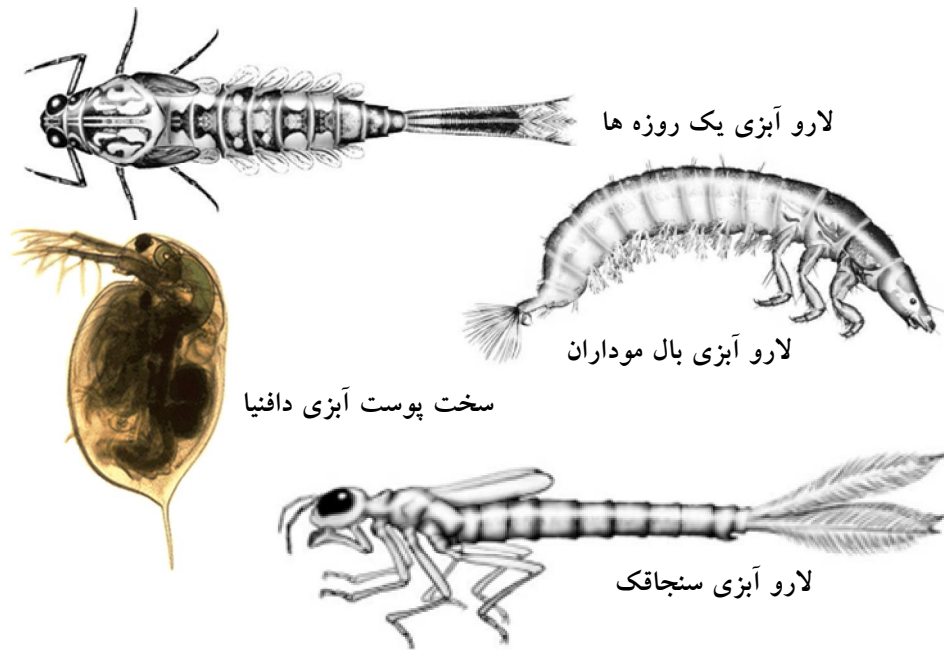 لارو آبزی یک روزه ها
لارو آبزی بال موداران
سخت پوست آبزی دافنیا
لارو آبزی سنجاقک